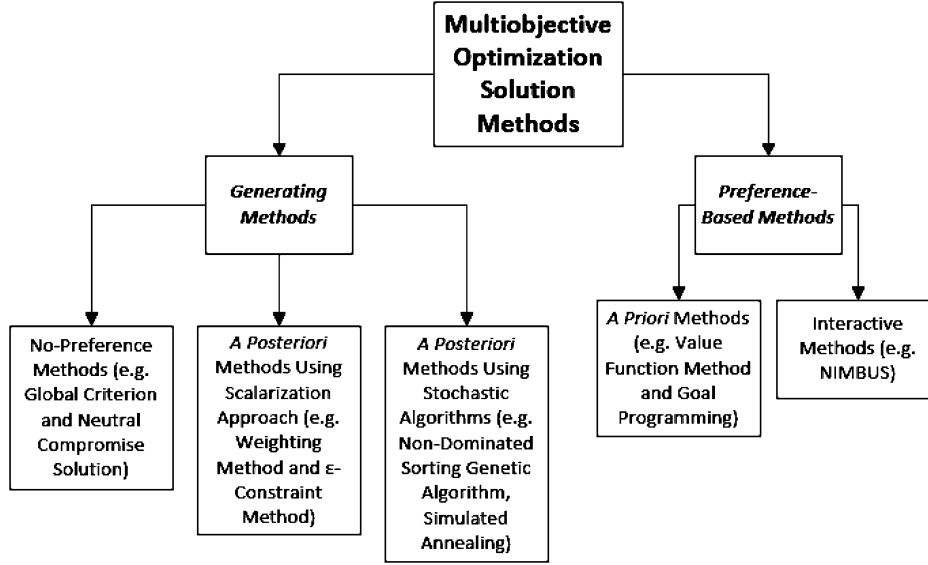 Multiobjective
Optimization
Solution
Methods
Generating
Methods
Preference-
Based Methods
No-Preference
Methods (e.g.
Global Criterion
and Neutral
Compromise
Solution)
A Posteriori
Methods Using
Scalarization
Approach (e.g.
Weighting
Method and ε-
Constraint
Method)
A Posteriori
Methods Using
Stochastic
Algorithms (e.g.
Non-Dominated
Sorting Genetic
Algorithm,
Simulated
Annealing)
A Priori Methods
(e.g. Value
Function Method
and Goal
Programming)
Interactive
Methods (e.g.
NIMBUS)